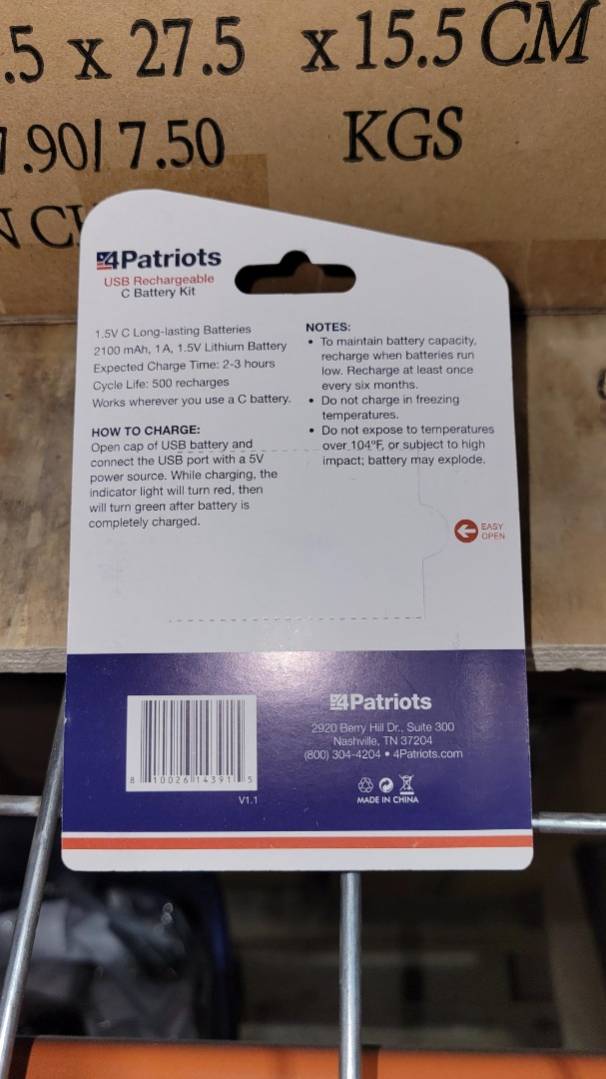 .5 x 27.5 x 15.5 CM
7.90/ 7.50 KGS
N CH
4Patriots
USB Rechargeable
C Battery Kit
1.5V C Long-lasting Batteries
2100 mAh, 1A, 1.5V Lithium Battery
Expected Charge Time: 2-3 hours
Cycle Life: 500 recharges
Works wherever you use a C battery.
HOW TO CHARGE:
Open cap of USB battery and
connect the USB port with a 5V
power source. While charging, the
indicator light will turn red, then
will turn green after battery is
completely charged.
NOTES:
• To maintain battery capacity,
recharge when batteries run
low. Recharge at least once
every six months.
• Do not charge in freezing
temperatures.
• Do not expose to temperatures
over 104°F, or subject to high
impact; battery may explode.
EASY
OPEN
8 10026 14391 5
V1.1
4Patriots
2920 Berry Hill Dr., Suite 300
Nashville, TN 37204
(800) 304-4204 • 4Patriots.com
MADE IN CHINA